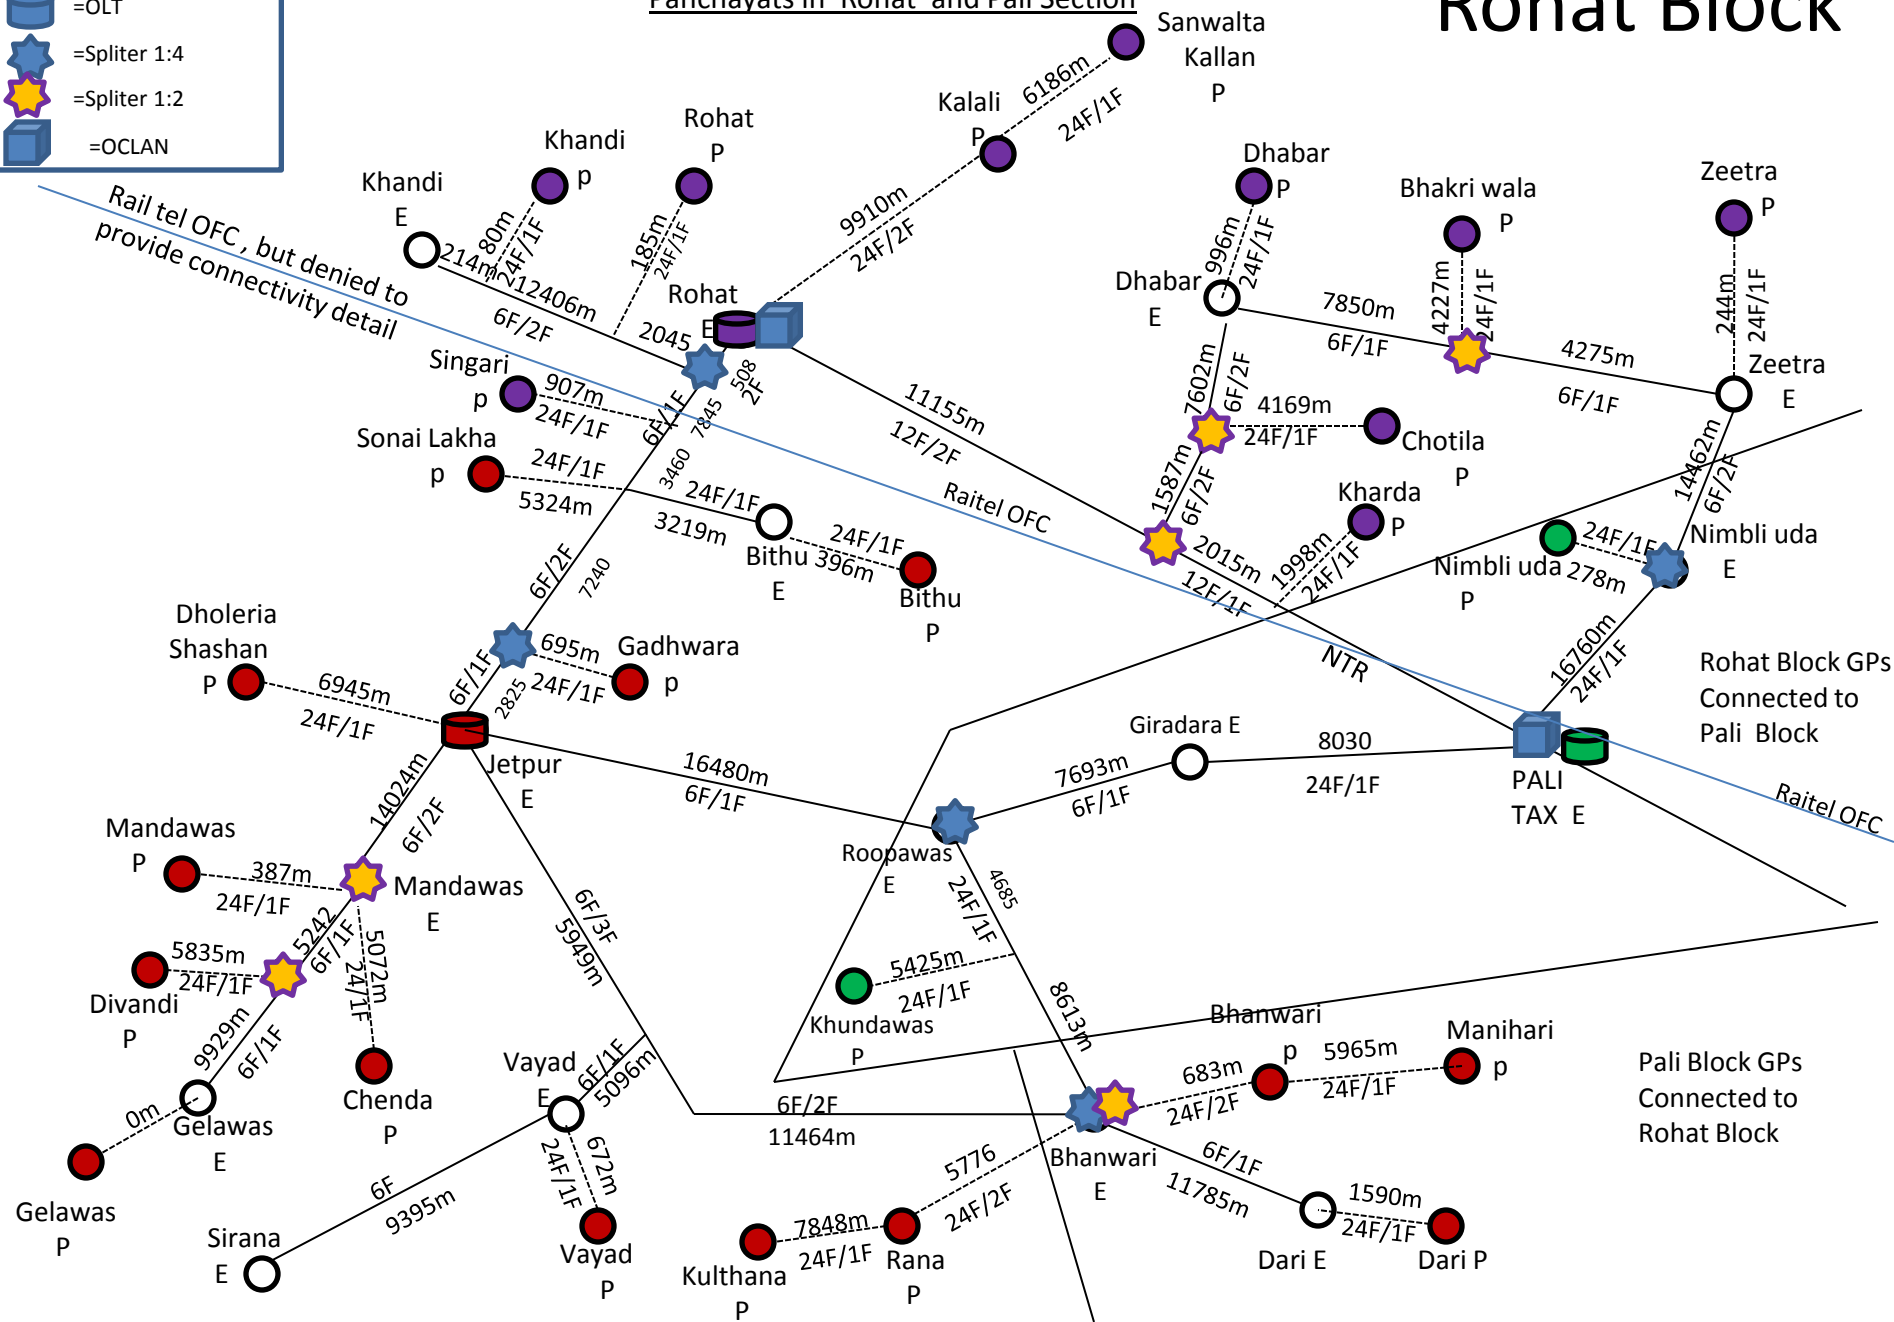 Panchayats in Rohat and Pali Section
Rohat Block
=OLT
=Spliter 1:4
=Spliter 1:2
=OCLAN
Sanwalta
Kallan
P
6186m
24F/1F
Kalali
P
9910m
24F/2F
Rohat
P
185m
24F/1F
Khandi
p
80m
24F/1F
Khandi
E
214m
12406m
6F/2F
2045
Rohat
E
508
2F
Rail tel OFC , but denied to
provide connectivity detail
Dhabar
P
996m
24F/1F
Dhabar
E
7850m
6F/1F
Bhakri wala
P
4227m
24F/1F
4275m
6F/1F
Zeetra
P
244m
24F/1F
Zeetra
E
Singari
p
907m
24F/1F
6F/1F
7845
11155m
12F/2F
7602m
6F/2F
4169m
24F/1F
Chotila
P
14462m
6F/2F
Sonai Lakha
p
24F/1F
5324m
3460
24F/1F
3219m
Bithu
E
24F/1F
396m
Bithu
P
Raitel OFC
1587m
6F/2F
Kharda
P
1998m
24F/1F
2015m
12F/1F
Nimbli uda
P
24F/1F
278m
Nimbli uda
E
6F/2F
7240
16760m
24F/1F
NTR
Dholeria
Shashan
P
6945m
24F/1F
6F/1F
2825
695m
24F/1F
Gadhwara
p
Rohat Block GPs
Connected to
Pali Block
Jetpur
E
16480m
6F/1F
Giradara E
7693m
6F/1F
8030
24F/1F
PALI
TAX E
Raitel OFC
14024m
6F/2F
Mandawas
P
387m
24F/1F
Mandawas
E
Roopawas
E
4685
24F/1F
5242
6F/1F
5072m
24/1F
5835m
24F/1F
Divandi
P
6F/3F
5949m
5425m
24F/1F
Khundawas
P
8613m
9929m
6F/1F
Chenda
P
Vayad
E
6F/1F
5096m
Bhanwari
p
683m
24F/2F
5965m
24F/1F
Manihari
p
Pali Block GPs
Connected to
Rohat Block
0m
Gelawas
E
Gelawas
P
6F/2F
11464m
Bhanwari
E
6F/1F
11785m
1590m
24F/1F
Dari E
Dari P
24F/1F
672m
Vayad
P
6F
9395m
Sirana
E
5776
24F/2F
7848m
24F/1F
Kulthana
P
Rana
P